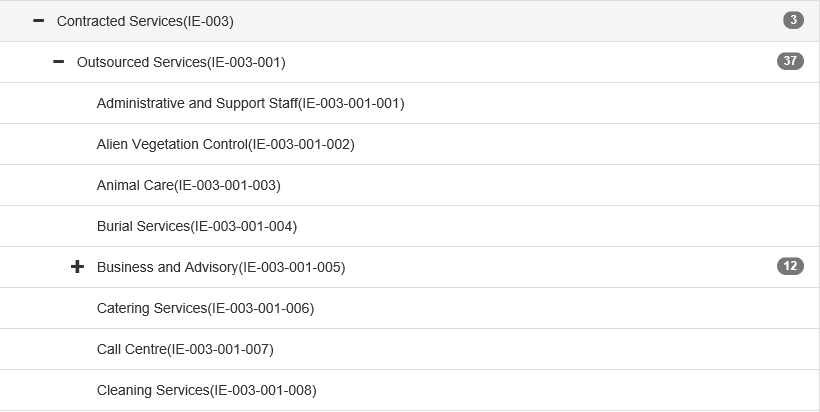 Contracted Services(IE-003) 3
Outsourced Services(IE-003-001) 37
Administrative and Support Staff(IE-003-001-001)
Alien Vegetation Control(IE-003-001-002)
Animal Care(IE-003-001-003)
Burial Services(IE-003-001-004)
Business and Advisory(IE-003-001-005) 12
Catering Services(IE-003-001-006)
Call Centre(IE-003-001-007)
Cleaning Services(IE-003-001-008)